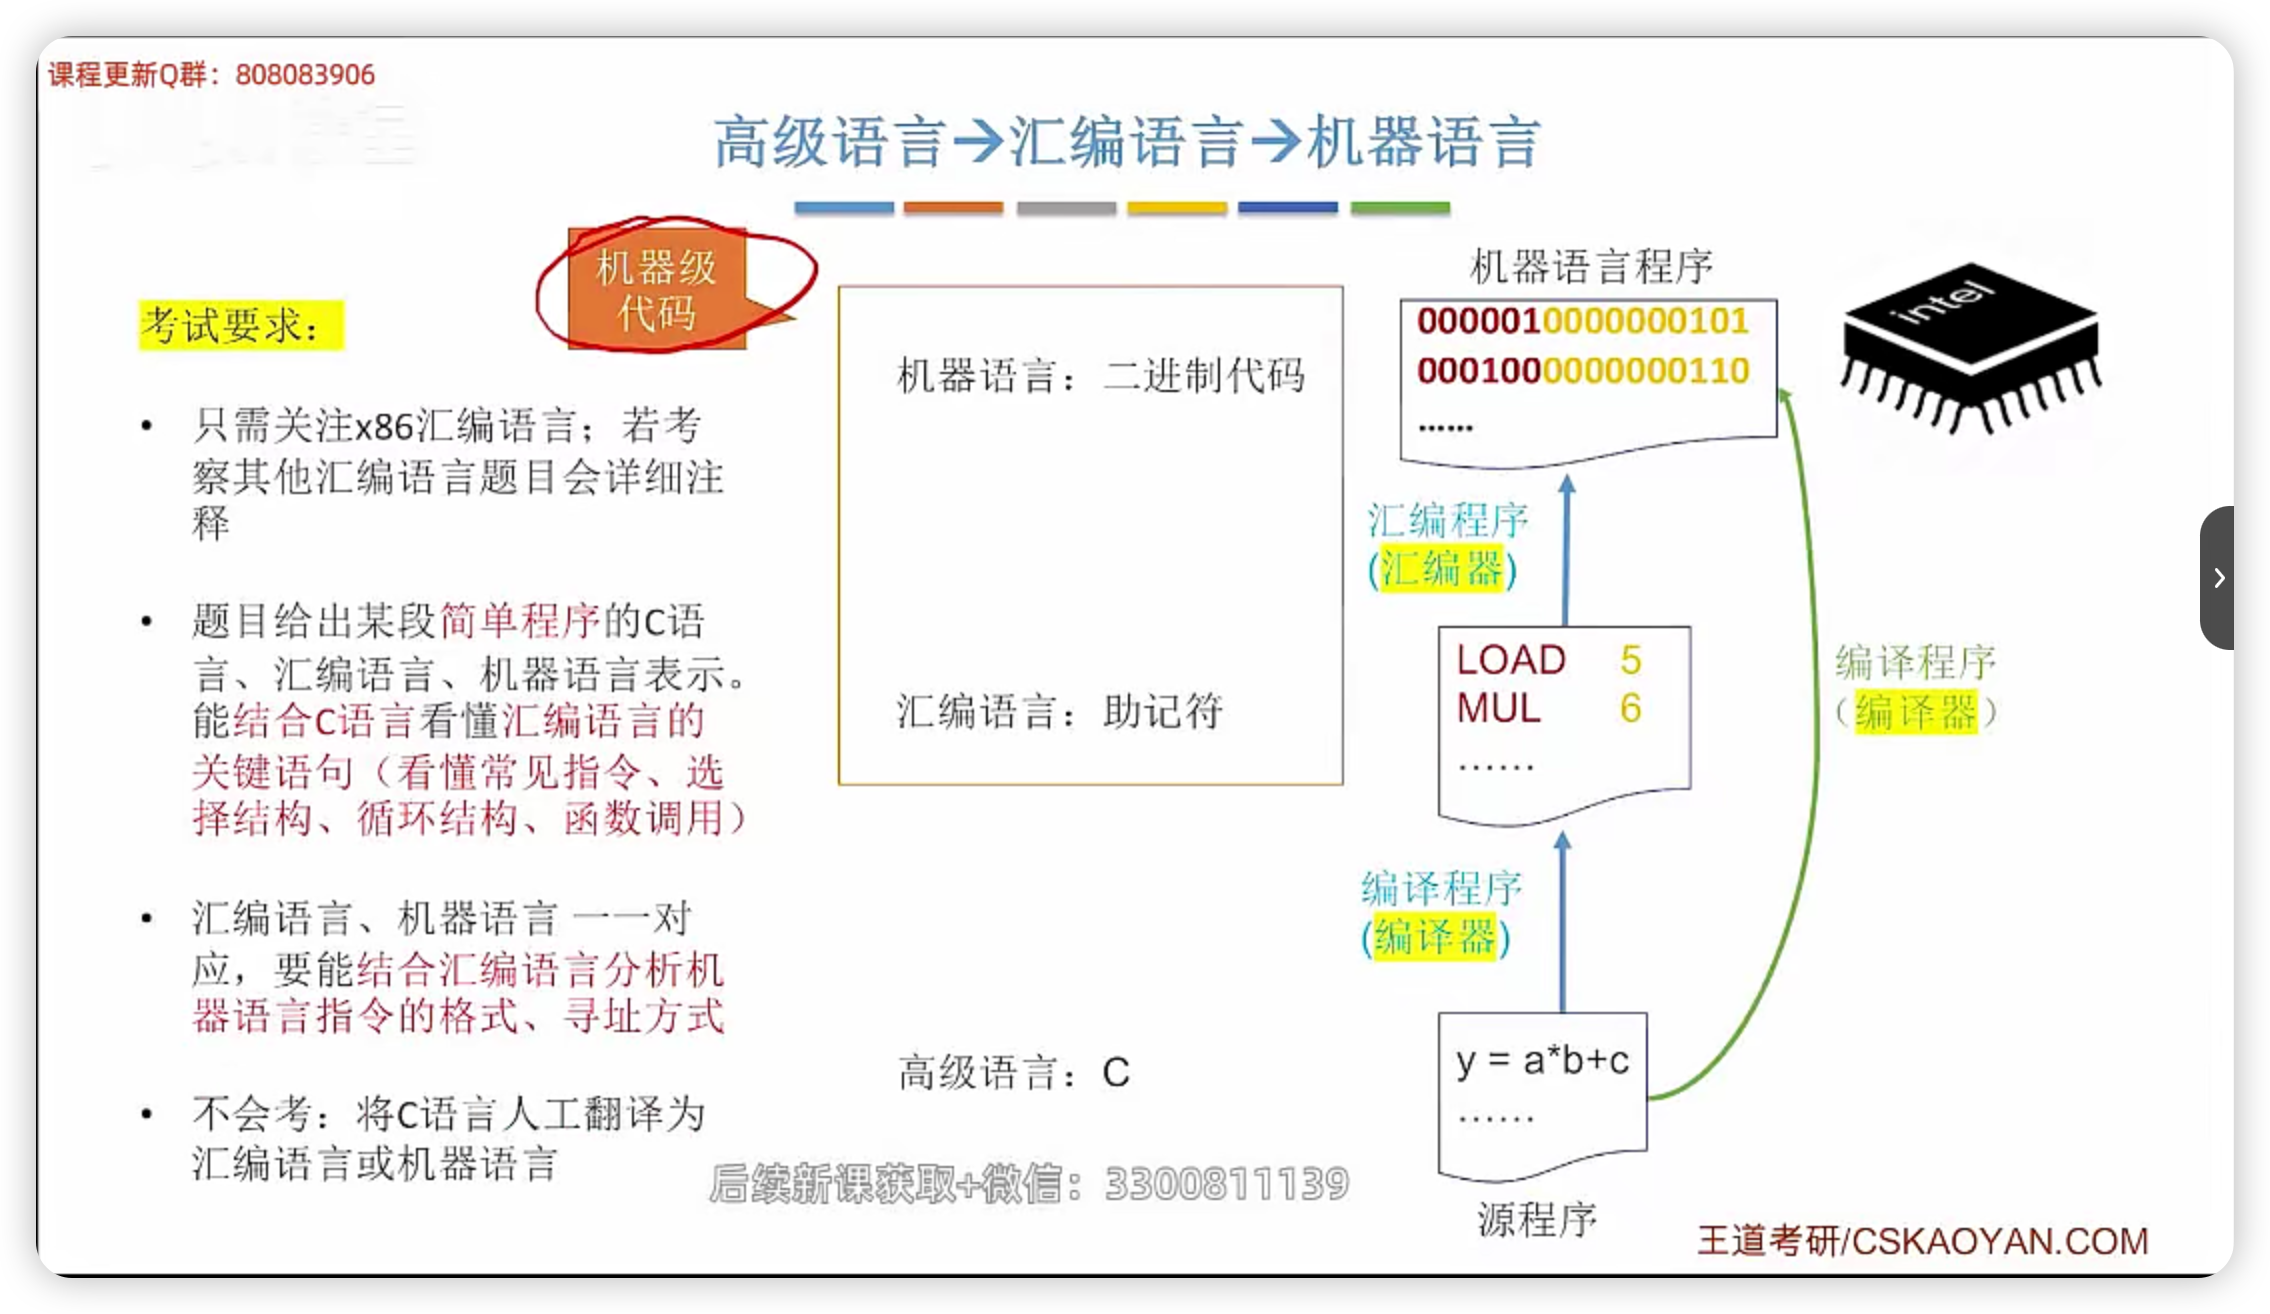 课程更新Q群：808083906
高级语言→汇编语言→机器语言
机器级
代码
考试要求：
• 只需关注x86汇编语言；若考
察其他汇编语言题目会详细注
释
• 题目给出某段简单程序的C语
言、汇编语言、机器语言表示。
能结合C语言看懂汇编语言的
关键语句（看懂常见指令、选
择结构、循环结构、函数调用）
• 汇编语言、机器语言 一一对
应，要能结合汇编语言分析机
器语言指令的格式、寻址方式
• 不会考：将C语言人工翻译为
汇编语言或机器语言
机器语言：二进制代码
汇编语言：助记符
高级语言：C
机器语言程序
0000010000000101
0001000000000110
......
intel
汇编程序
(汇编器)
LOAD 5
MUL 6
......
编译程序
（编译器）
编译程序
(编译器)
y = a*b+c
......
源程序
后续新课获取+微信：3300811139
王道考研/CSKAOYAN.COM